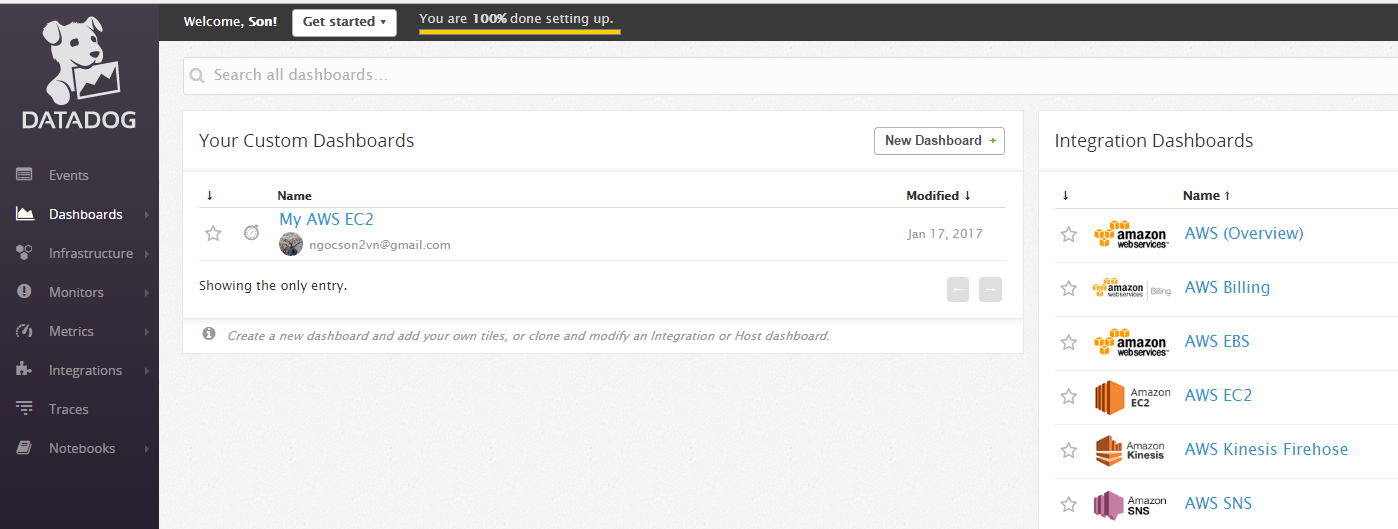 Welcome, Son!
Get started
You are 100% done setting up.
DATADOG
Events
Dashboards
Infrastructure
Monitors
Metrics
Integrations
Traces
Notebooks
Search all dashboards...
Your Custom Dashboards
New Dashboard +
↓ Name Modified ↓
My AWS EC2
ngocson2vn@gmail.com
Jan 17, 2017
Showing the only entry.
← →
Create a new dashboard and add your own tiles, or clone and modify an Integration or Host dashboard.
Integration Dashboards
↓ Name ↑
amazon webservices™ AWS (Overview)
amazon webservices | Billing AWS Billing
amazon webservices™ AWS EBS
Amazon EC2 AWS EC2
Amazon Kinesis AWS Kinesis Firehose
Amazon SNS AWS SNS